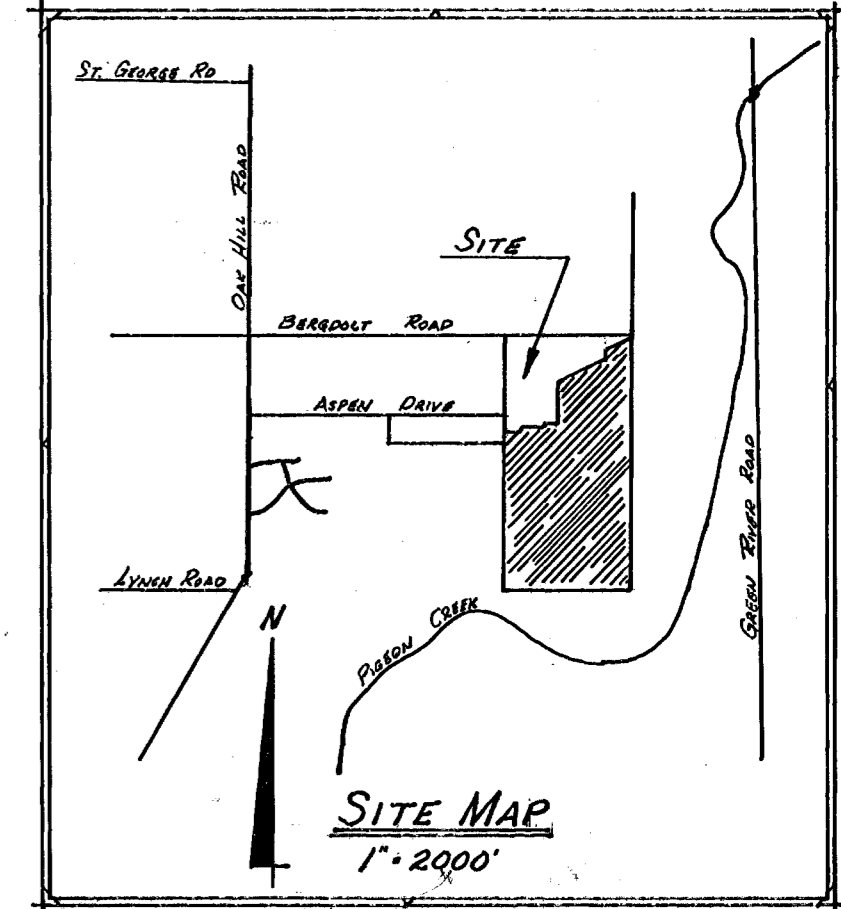 ST. GEORGE RD
OAK HILL ROAD
SITE
BERGDOLT ROAD
ASPEN DRIVE
GREEN RIVER ROAD
LYNCH ROAD
N
PIGEON CREEK
SITE MAP
1" = 2000'